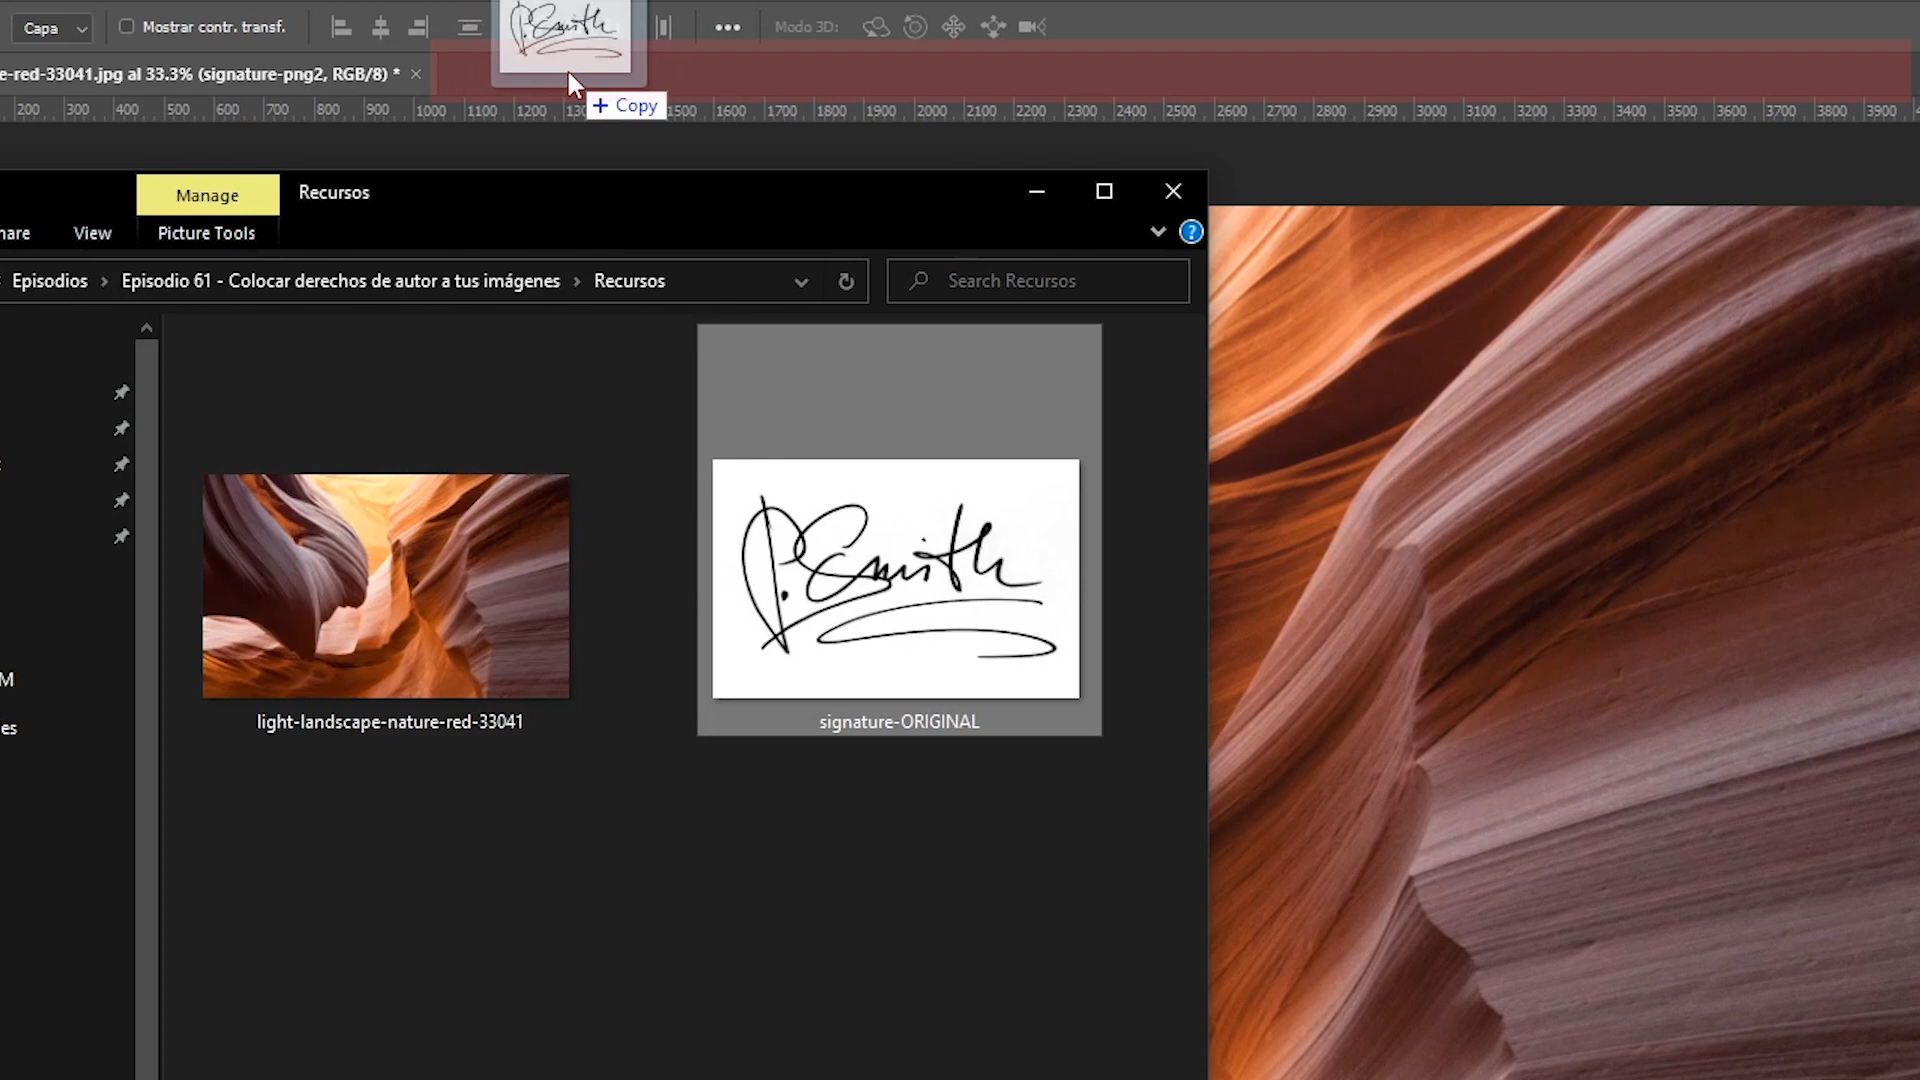 Capa
Mostrar contr. transf.
Modo 3D:
P. Smith
e-red-33041.jpg al 33.3% (signature-png2, RGB/8) *
+ Copy
200 300 400 500 600 700 800 900 1000 1100 1200 1500 1600 1700 1800 1900 2000 2100 2200 2300 2400 2500 2600 2700 2800 2900 3000 3100 3200 3300 3400 3500 3600 3700 3800 3900
Manage
Recursos
hare
View
Picture Tools
Episodios > Episodio 61 - Colocar derechos de autor a tus imágenes > Recursos
Search Recursos
P. Smith
M
es
light-landscape-nature-red-33041
signature-ORIGINAL